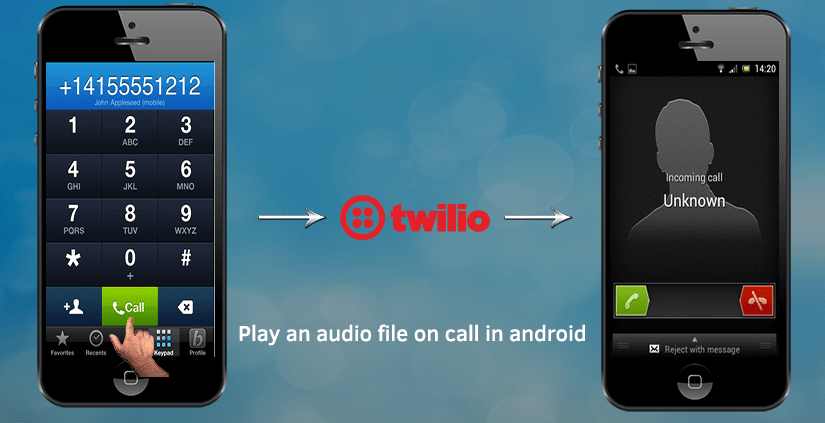 +14155551212
John Appleseed (mobile)
1
2
ABC
3
DEF
4
GHI
5
JKL
6
MNO
7
PQRS
8
TUV
9
WXYZ
*
0
+
#
+
Call
Favorites
Recents
Keypad
Profile
twilio
Play an audio file on call in android
14:20
Incoming call
Unknown
Reject with message